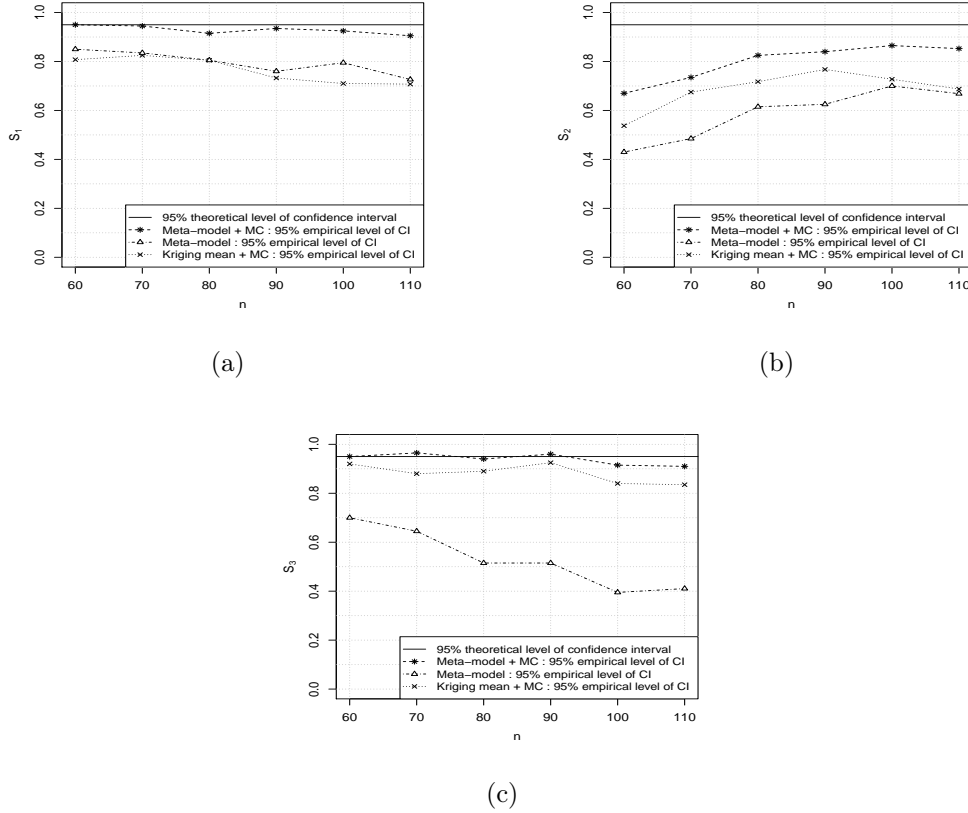 1.0
0.8
0.6
0.4
0.2
0.0
S1
95% theoretical level of confidence interval
Meta−model + MC : 95% empirical level of CI
Meta−model : 95% empirical level of CI
Kriging mean + MC : 95% empirical level of CI
60 70 80 90 100 110
n
(a)
1.0
0.8
0.6
0.4
0.2
0.0
S2
95% theoretical level of confidence interval
Meta−model + MC : 95% empirical level of CI
Meta−model : 95% empirical level of CI
Kriging mean + MC : 95% empirical level of CI
60 70 80 90 100 110
n
(b)
1.0
0.8
0.6
0.4
0.2
0.0
S3
95% theoretical level of confidence interval
Meta−model + MC : 95% empirical level of CI
Meta−model : 95% empirical level of CI
Kriging mean + MC : 95% empirical level of CI
60 70 80 90 100 110
n
(c)